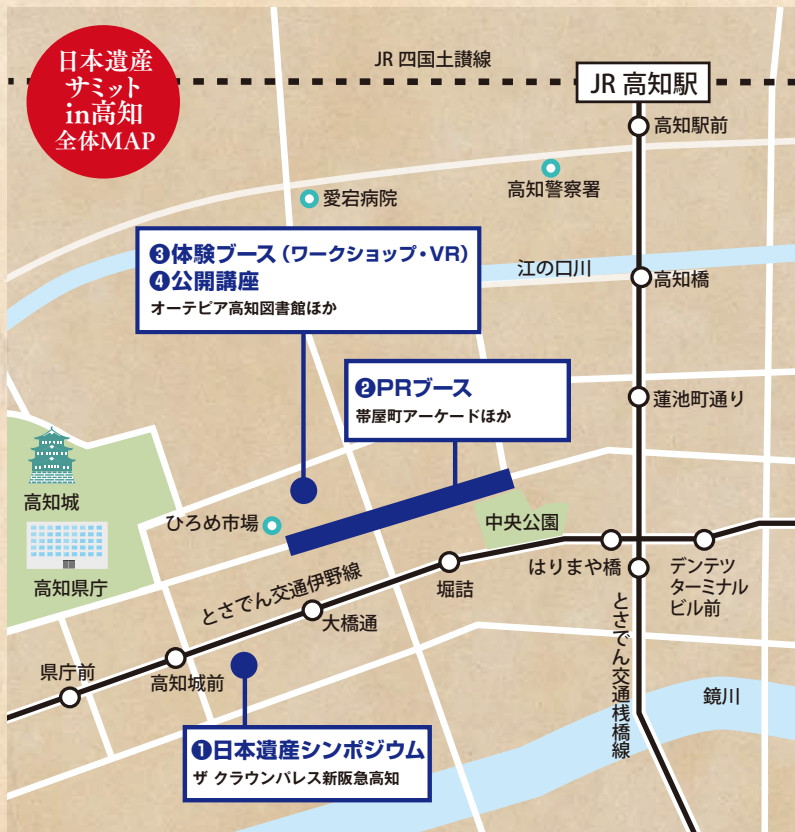 日本遺産
サミット
in高知
全体MAP
JR 四国土讃線
JR 高知駅
高知駅前
愛宕病院
高知警察署
❸体験ブース（ワークショップ・VR）
❹公開講座
オーテピア高知図書館ほか
江の口川
高知橋
❷PRブース
帯屋町アーケードほか
蓮池町通り
高知城
ひろめ市場
中央公園
高知県庁
はりまや橋
デンテツ
ターミナル
ビル前
堀詰
とさでん交通伊野線
大橋通
とさでん交通桟橋線
県庁前
高知城前
鏡川
❶日本遺産シンポジウム
ザ クラウンパレス新阪急高知